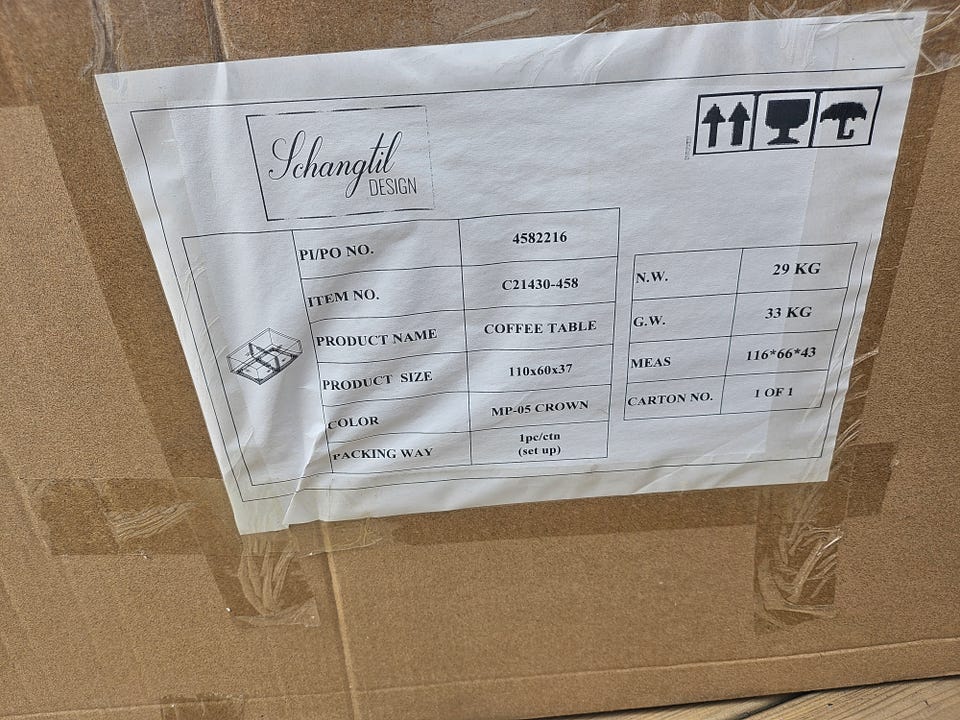 Schangtil
DESIGN
PI/PO NO. 4582216
ITEM NO. C21430-458
PRODUCT NAME COFFEE TABLE
PRODUCT SIZE 110x60x37
COLOR MP-05 CROWN
PACKING WAY 1pc/ctn
(set up)
N.W. 29 KG
G.W. 33 KG
MEAS 116*66*43
CARTON NO. 1 OF 1